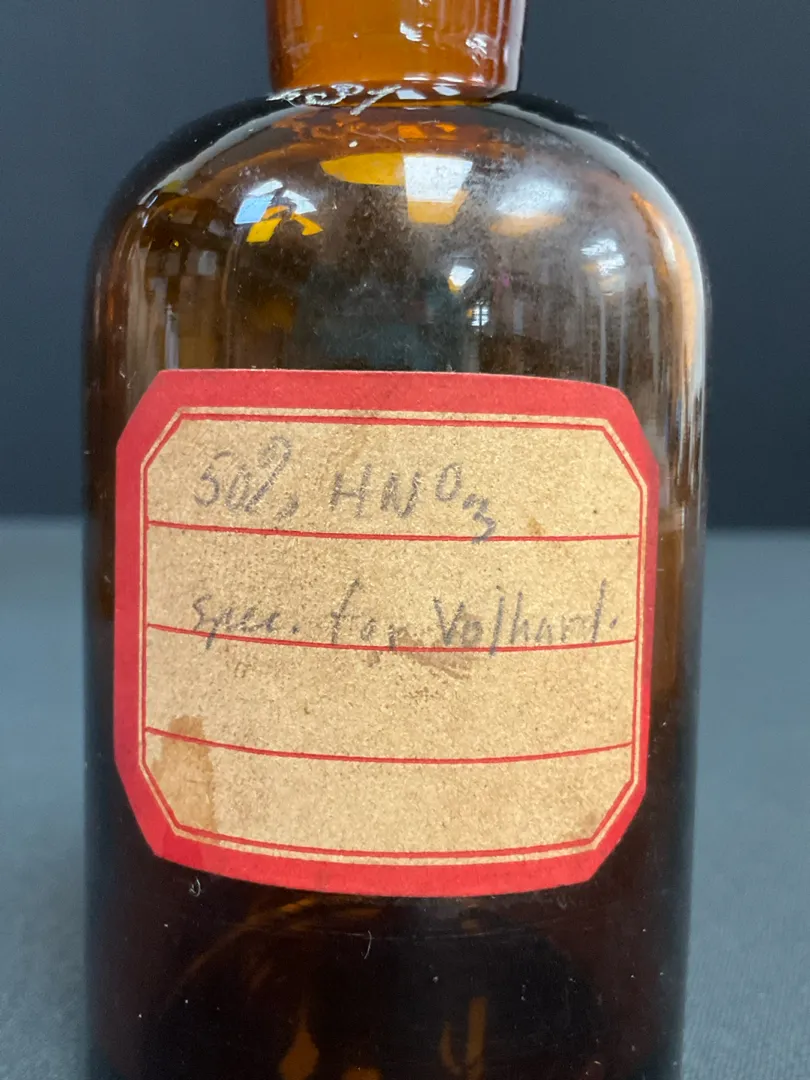 50%, HNO3
spec. for Volhard.